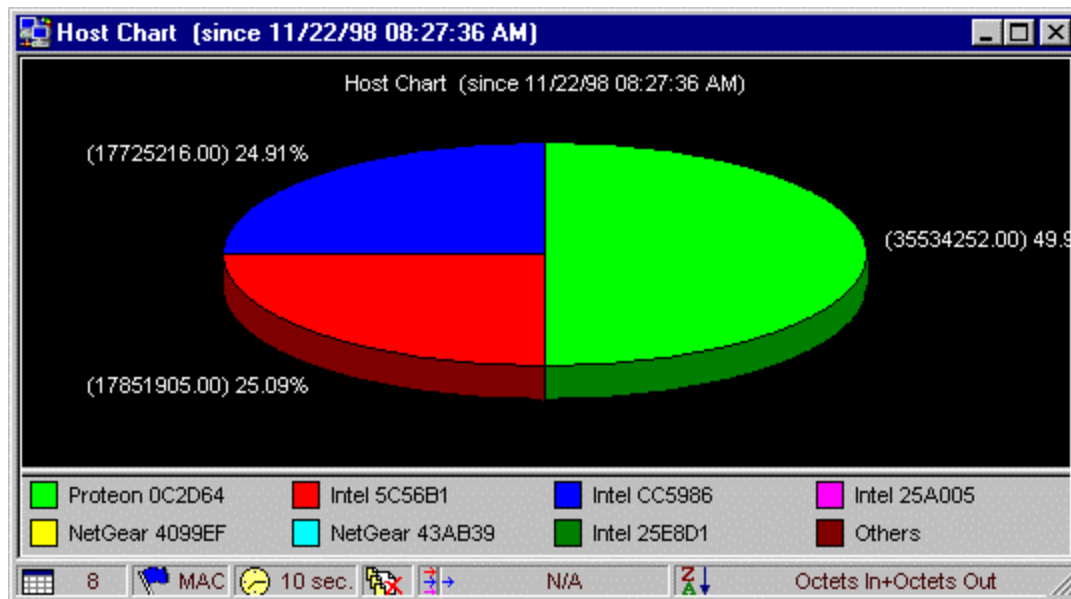 Host Chart (since 11/22/98 08:27:36 AM)
Host Chart (since 11/22/98 08:27:36 AM)
(17725216.00) 24.91%
(35534252.00) 49.9
(17851905.00) 25.09%
Proteon 0C2D64 Intel 5C56B1 Intel CC5986 Intel 25A005
NetGear 4099EF NetGear 43AB39 Intel 25E8D1 Others
8 MAC 10 sec. N/A Z A Octets In+Octets Out